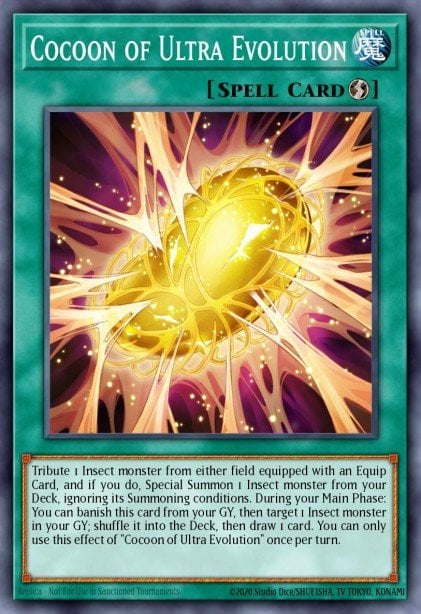 Cocoon of Ultra Evolution
SPELL
魔
[Spell Card]
Tribute 1 Insect monster from either field equipped with an Equip
Card, and if you do, Special Summon 1 Insect monster from your
Deck, ignoring its Summoning conditions. During your Main Phase:
You can banish this card from your GY, then target 1 Insect monster
in your GY; shuffle it into the Deck, then draw 1 card. You can only
use this effect of "Cocoon of Ultra Evolution" once per turn.
Replica - Not For Use in Sanctioned Tournaments
©2020 Studio Dice/SHUEISHA, TV TOKYO, KONAMI